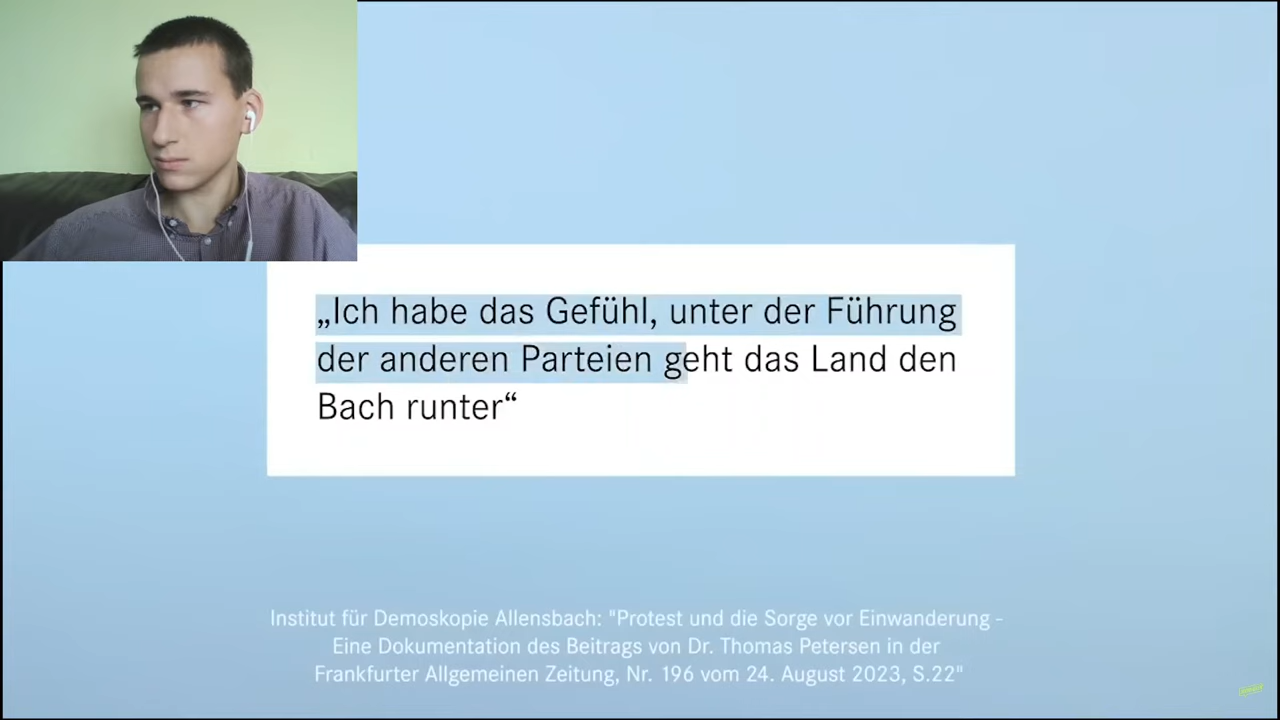 „Ich habe das Gefühl, unter der Führung
der anderen Parteien geht das Land den
Bach runter“
Institut für Demoskopie Allensbach: "Protest und die Sorge vor Einwanderung -
Eine Dokumentation des Beitrags von Dr. Thomas Petersen in der
Frankfurter Allgemeinen Zeitung, Nr. 196 vom 24. August 2023, S.22"